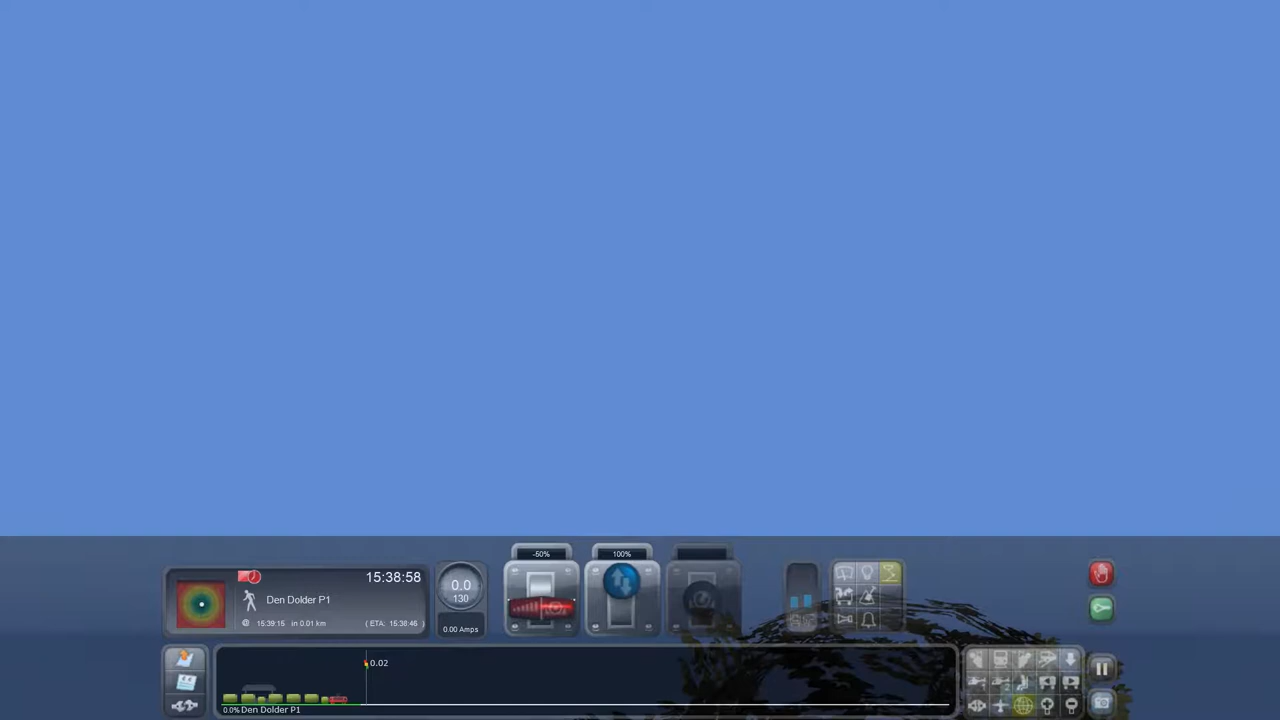 -50%
100%
15:38:58
Den Dolder P1
15:39:15 in 0.01 km
( ETA: 15:38:46 )
0.0
130
0.00 Amps
0.02
0.0%Den Dolder P1